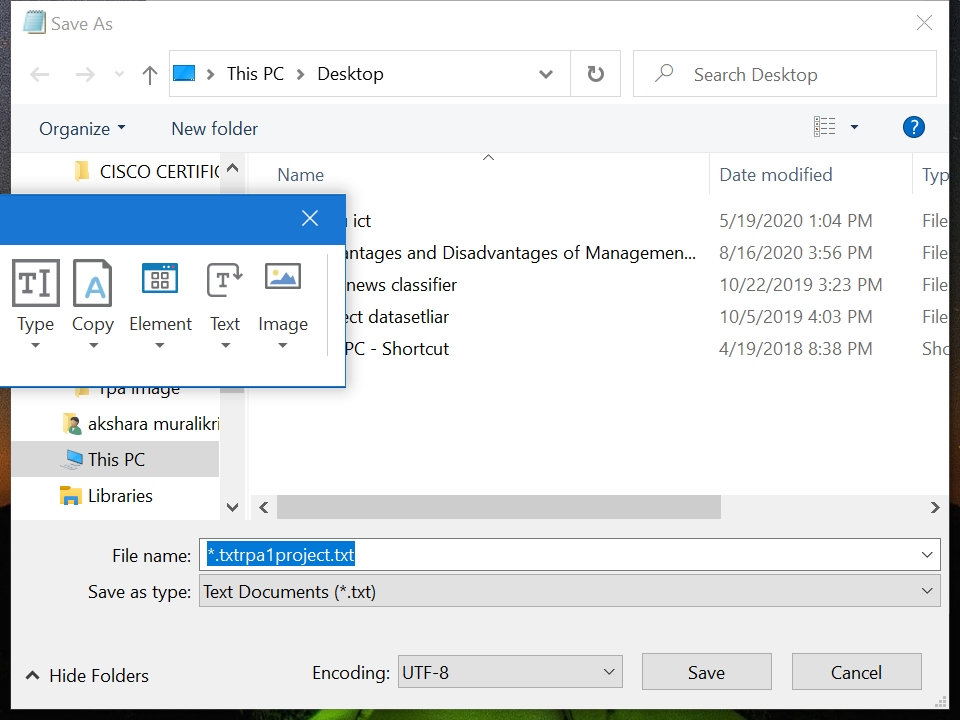 Save As
This PC
Desktop
Search Desktop
Organize
New folder
?
CISCO CERTIFIC
Name
Date modified
Typ
ict
5/19/2020 1:04 PM
File
antages and Disadvantages of Managemen...
8/16/2020 3:56 PM
File
news classifier
10/22/2019 3:23 PM
File
ect datasetliar
10/5/2019 4:03 PM
File
PC - Shortcut
4/19/2018 8:38 PM
Sho
Type
Copy
Element
Text
Image
rpa image
akshara muralikri
This PC
Libraries
File name:
*.txtrpa1project.txt
Save as type:
Text Documents (*.txt)
Hide Folders
Encoding:
UTF-8
Save
Cancel